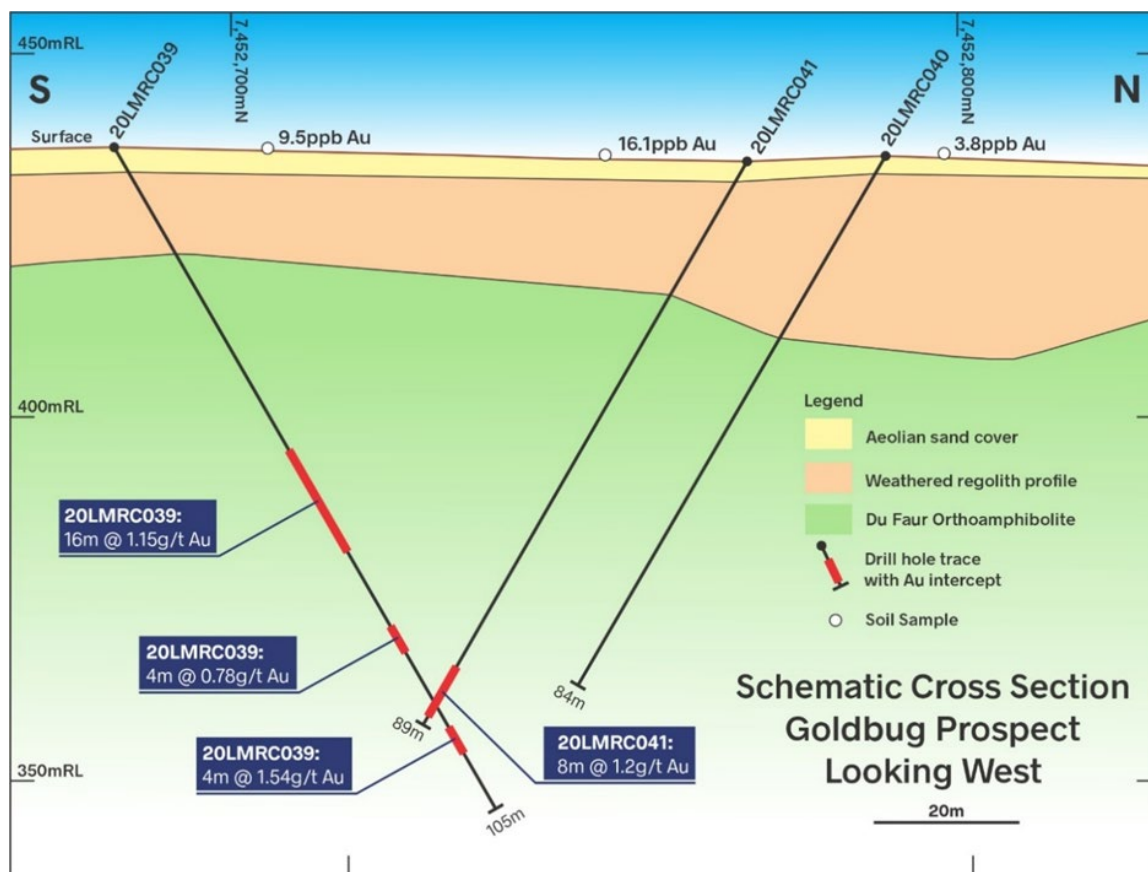 450mRL
7,452,700mN
7,452,800mN
S
N
20LMRC039
20LMRC041
20LMRC040
Surface
9.5ppb Au
16.1ppb Au
3.8ppb Au
400mRL
Legend
Aeolian sand cover
Weathered regolith profile
Du Faur Orthoamphibolite
Drill hole trace
with Au intercept
Soil Sample
20LMRC039:
16m @ 1.15g/t Au
20LMRC039:
4m @ 0.78g/t Au
84m
89m
20LMRC039:
4m @ 1.54g/t Au
20LMRC041:
8m @ 1.2g/t Au
Schematic Cross Section
Goldbug Prospect
Looking West
350mRL
105m
20m